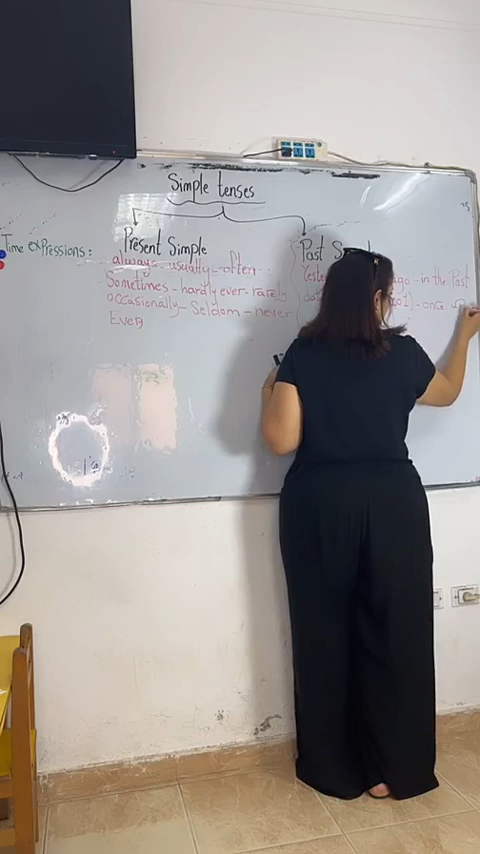 Simple tenses
Present Simple
Past
Time exPressions:
always - usually - often
Sometimes - hardly ever - rarely
occasionally - Seldom - never
Every
ago - in the Past
once